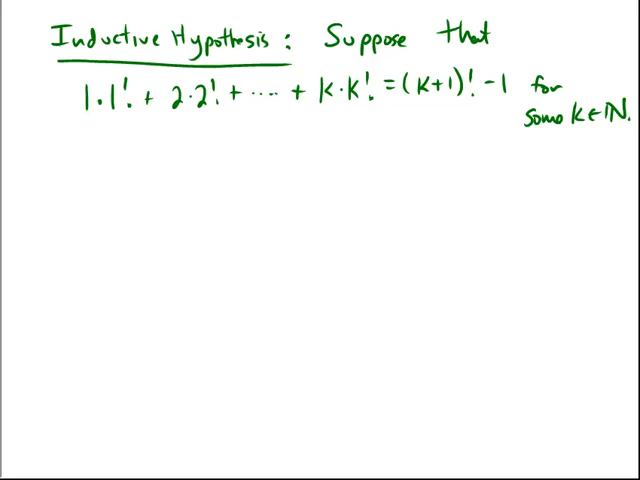 Inductive Hypothesis: Suppose that
1·1! + 2·2! + ···· + k·k! = (k+1)! - 1 for
some k∈ℕ.